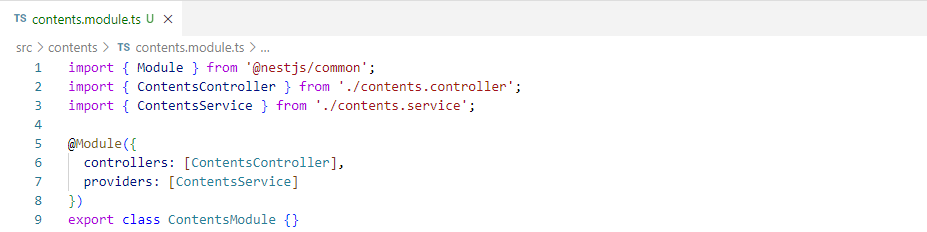 TS contents.module.ts U ×
src > contents > TS contents.module.ts > ...
1 import { Module } from '@nestjs/common';
2 import { ContentsController } from './contents.controller';
3 import { ContentsService } from './contents.service';
4
5 @Module({
6   controllers: [ContentsController],
7   providers: [ContentsService]
8 })
9 export class ContentsModule {}